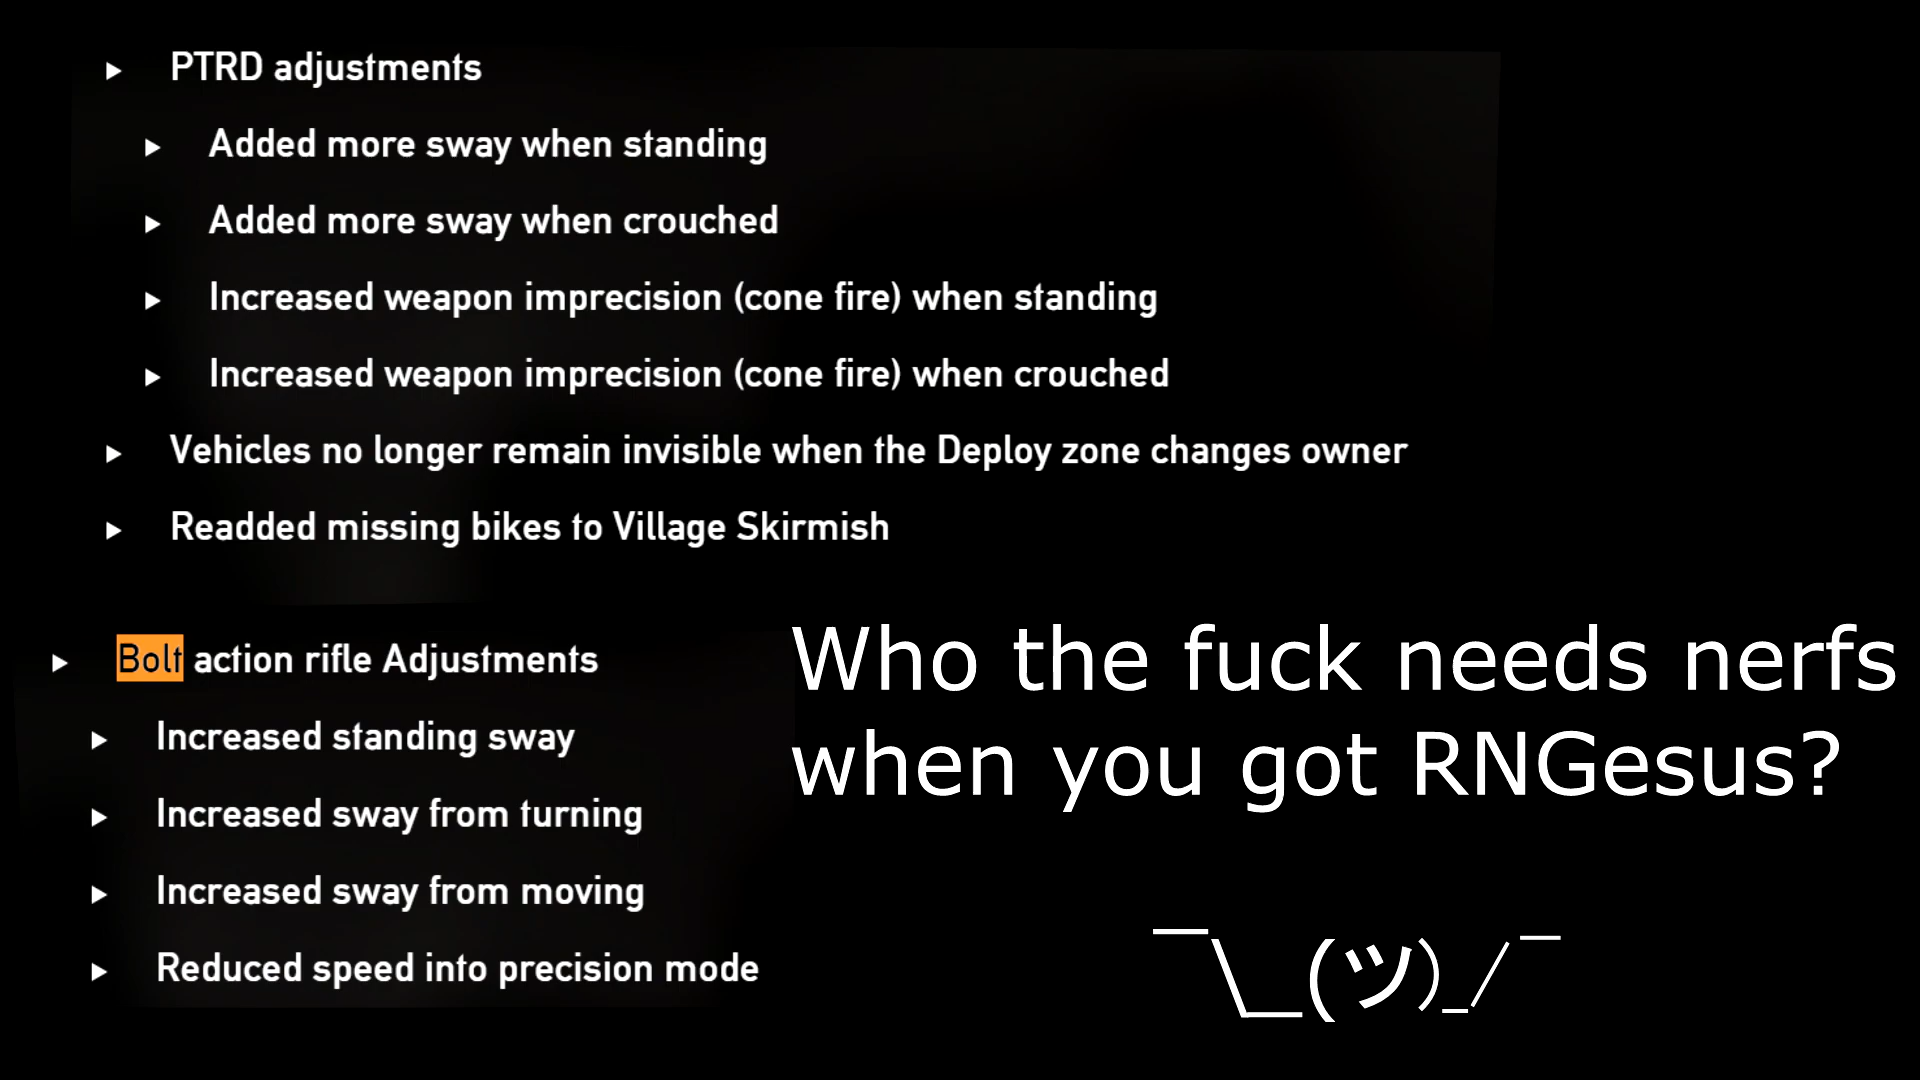 ▶ PTRD adjustments
▶ Added more sway when standing
▶ Added more sway when crouched
▶ Increased weapon imprecision (cone fire) when standing
▶ Increased weapon imprecision (cone fire) when crouched
▶ Vehicles no longer remain invisible when the Deploy zone changes owner
▶ Readded missing bikes to Village Skirmish
▶ Bolt action rifle Adjustments
▶ Increased standing sway
▶ Increased sway from turning
▶ Increased sway from moving
▶ Reduced speed into precision mode
Who the fuck needs nerfs
when you got RNGesus?
¯\_(ツ)_/¯